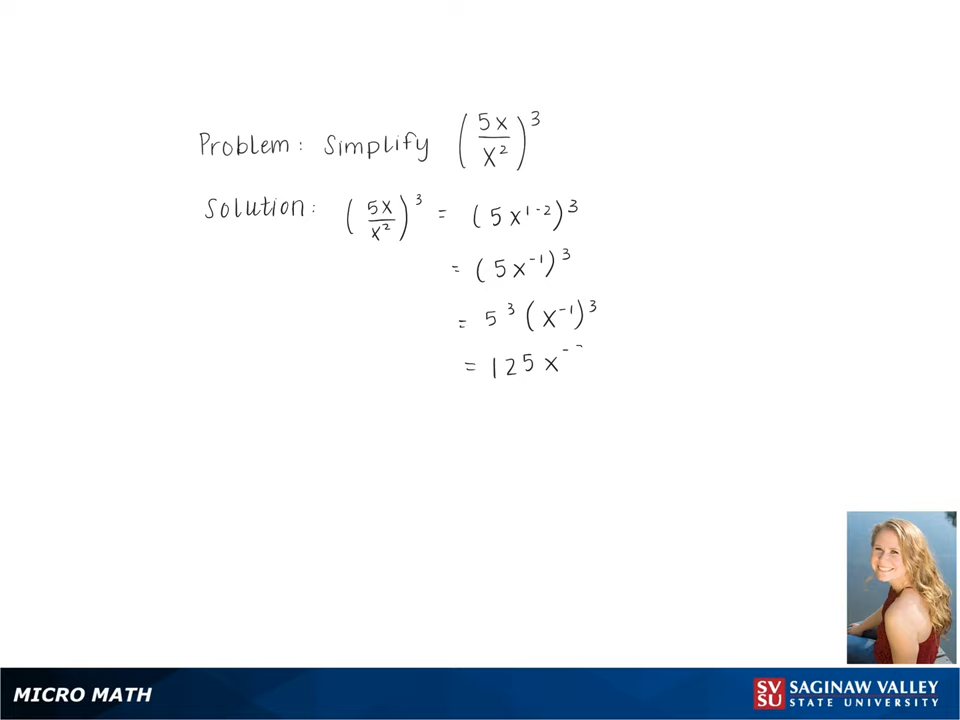 Problem: Simplify (5x/x²)³
Solution: (5x/x²)³ = (5x¹⁻²)³
= (5x⁻¹)³
= 5³(x⁻¹)³
= 125x⁻
MICRO MATH
SVSU SAGINAW VALLEY STATE UNIVERSITY